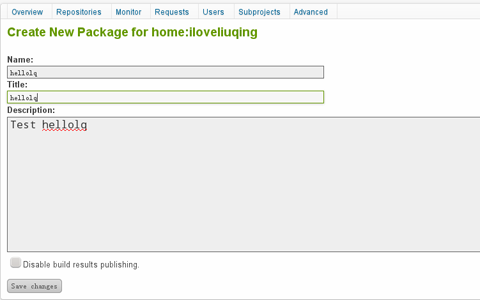 Overview Repositories Monitor Requests Users Subprojects Advanced
Create New Package for home:iloveliuqing
Name:
hellolq
Title:
hellolq
Description:
Test hellolq
Disable build results publishing.
Save changes